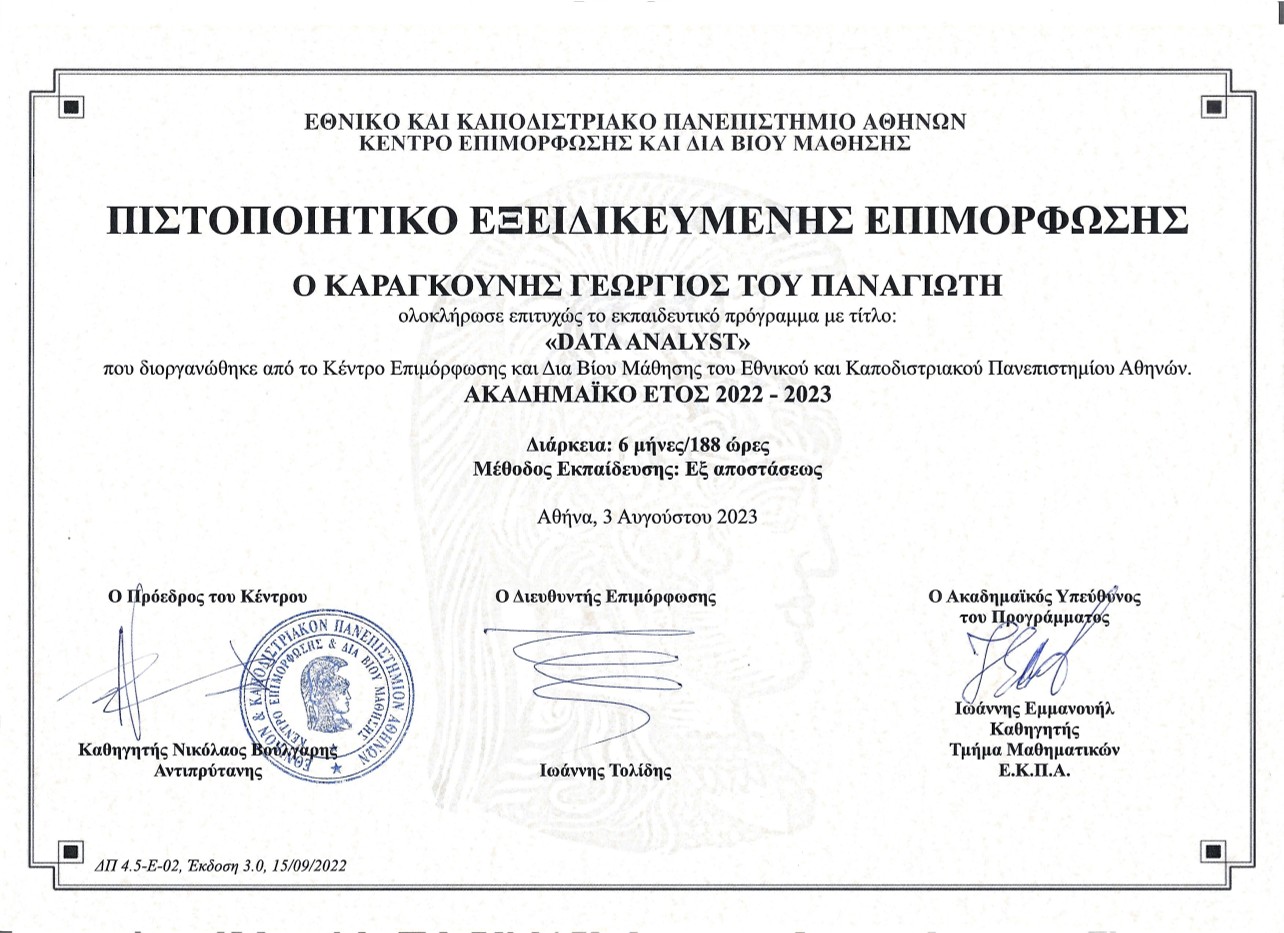 ΕΘΝΙΚΟ ΚΑΙ ΚΑΠΟΔΙΣΤΡΙΑΚΟ ΠΑΝΕΠΙΣΤΗΜΙΟ ΑΘΗΝΩΝ
ΚΕΝΤΡΟ ΕΠΙΜΟΡΦΩΣΗΣ ΚΑΙ ΔΙΑ ΒΙΟΥ ΜΑΘΗΣΗΣ
ΠΙΣΤΟΠΟΙΗΤΙΚΟ ΕΞΕΙΔΙΚΕΥΜΕΝΗΣ ΕΠΙΜΟΡΦΩΣΗΣ
Ο ΚΑΡΑΓΚΟΥΝΗΣ ΓΕΩΡΓΙΟΣ ΤΟΥ ΠΑΝΑΓΙΩΤΗ
ολοκλήρωσε επιτυχώς το εκπαιδευτικό πρόγραμμα με τίτλο:
«DATA ANALYST»
που διοργανώθηκε από το Κέντρο Επιμόρφωσης και Δια Βίου Μάθησης του Εθνικού και Καποδιστριακού Πανεπιστημίου Αθηνών.
ΑΚΑΔΗΜΑΪΚΟ ΕΤΟΣ 2022 - 2023
Διάρκεια: 6 μήνες/188 ώρες
Μέθοδος Εκπαίδευσης: Εξ αποστάσεως
Αθήνα, 3 Αυγούστου 2023
Ο Πρόεδρος του Κέντρου
ΕΘΝΙΚΟΝ & ΚΑΠΟΔΙΣΤΡΙΑΚΟΝ ΠΑΝΕΠΙΣΤΗΜΙΟΝ ΑΘΗΝΩΝ
ΚΕΝΤΡΟ ΕΠΙΜΟΡΦΩΣΗΣ & ΔΙΑ ΒΙΟΥ ΜΑΘΗΣΗΣ
Καθηγητής Νικόλαος Βούλγαρης
Αντιπρύτανης
Ο Διευθυντής Επιμόρφωσης
Ιωάννης Τολίδης
Ο Ακαδημαϊκός Υπεύθυνος
του Προγράμματος
Ιωάννης Εμμανουήλ
Καθηγητής
Τμήμα Μαθηματικών
Ε.Κ.Π.Α.
ΔΠ 4.5-Ε-02, Έκδοση 3.0, 15/09/2022